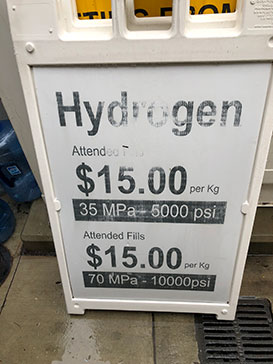 Hydrogen
Attended
$15.00 per Kg
35 MPa - 5000 psi
Attended Fills
$15.00 per Kg
70 MPa - 10000psi